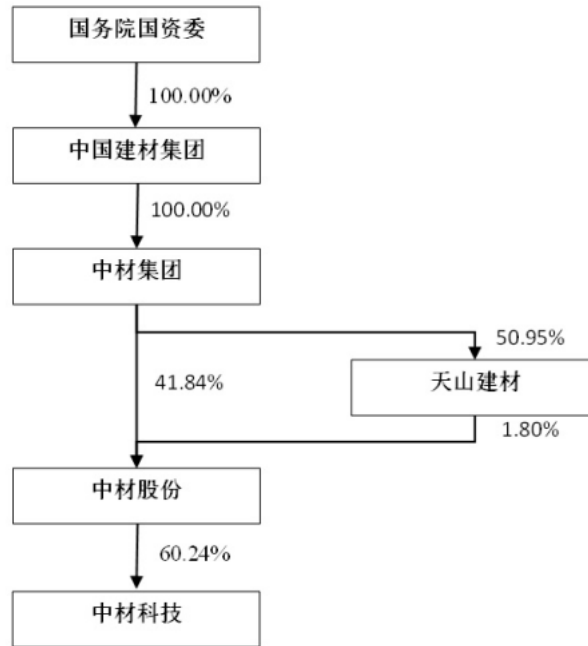 国务院国资委
100.00%
中国建材集团
100.00%
中材集团
50.95%
41.84%
天山建材
1.80%
中材股份
60.24%
中材科技